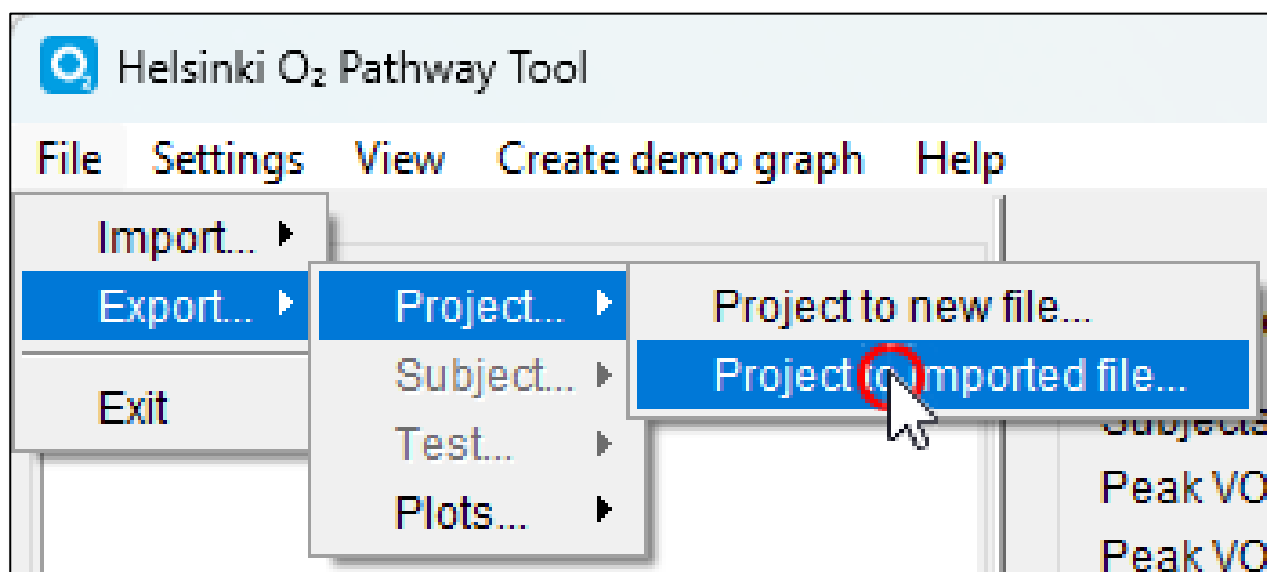 Helsinki O₂ Pathway Tool
File Settings View Create demo graph Help
Import...
Export... Project... Project to new file...
Subject... Project to imported file...
Exit
Test...
Subjects
Plots... Peak VO
Peak VO